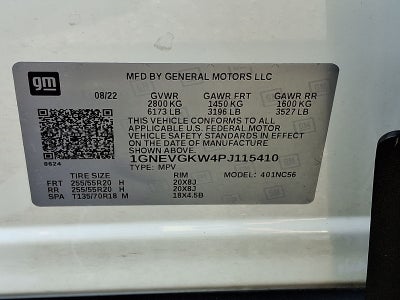 gm
MFD BY GENERAL MOTORS LLC
08/22 GVWR GAWR FRT GAWR RR
2800 KG 1450 KG 1600 KG
6173 LB 3196 LB 3527 LB
THIS VEHICLE CONFORMS TO ALL
APPLICABLE U.S. FEDERAL MOTOR
VEHICLE SAFETY STANDARDS IN EFFECT
ON THE DATE OF MANUFACTURE SHOWN ABOVE.
1GNEVGKW4PJ115410
0624
TYPE: MPV MODEL: 401NC56
TIRE SIZE RIM
FRT 255/55R20 H 20X8J
RR 255/55R20 H 20X8J
SPA T135/70R18 M 18X4.5B